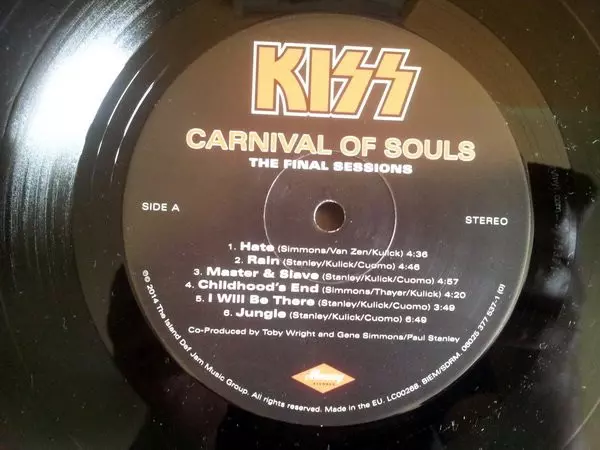 KISS
CARNIVAL OF SOULS
THE FINAL SESSIONS
SIDE A
STEREO
1. Hate (Simmons/Van Zen/Kulick) 4:36
2. Rain (Stanley/Kulick/Cuomo) 4:46
3. Master & Slave (Stanley/Kulick/Cuomo) 4:57
4. Childhood's End (Simmons/Thayer/Kulick) 4:20
5. I Will Be There (Stanley/Kulick/Cuomo) 3:49
6. Jungle (Stanley/Kulick/Cuomo) 6:49
Co-Produced by Toby Wright and Gene Simmons/Paul Stanley
Mercury
RECORDS
℗© 2014 The Island Def Jam Music Group. All rights reserved. Made in the EU. LC00268. BIEM/SDRM. 06025 377 537-1 (0)